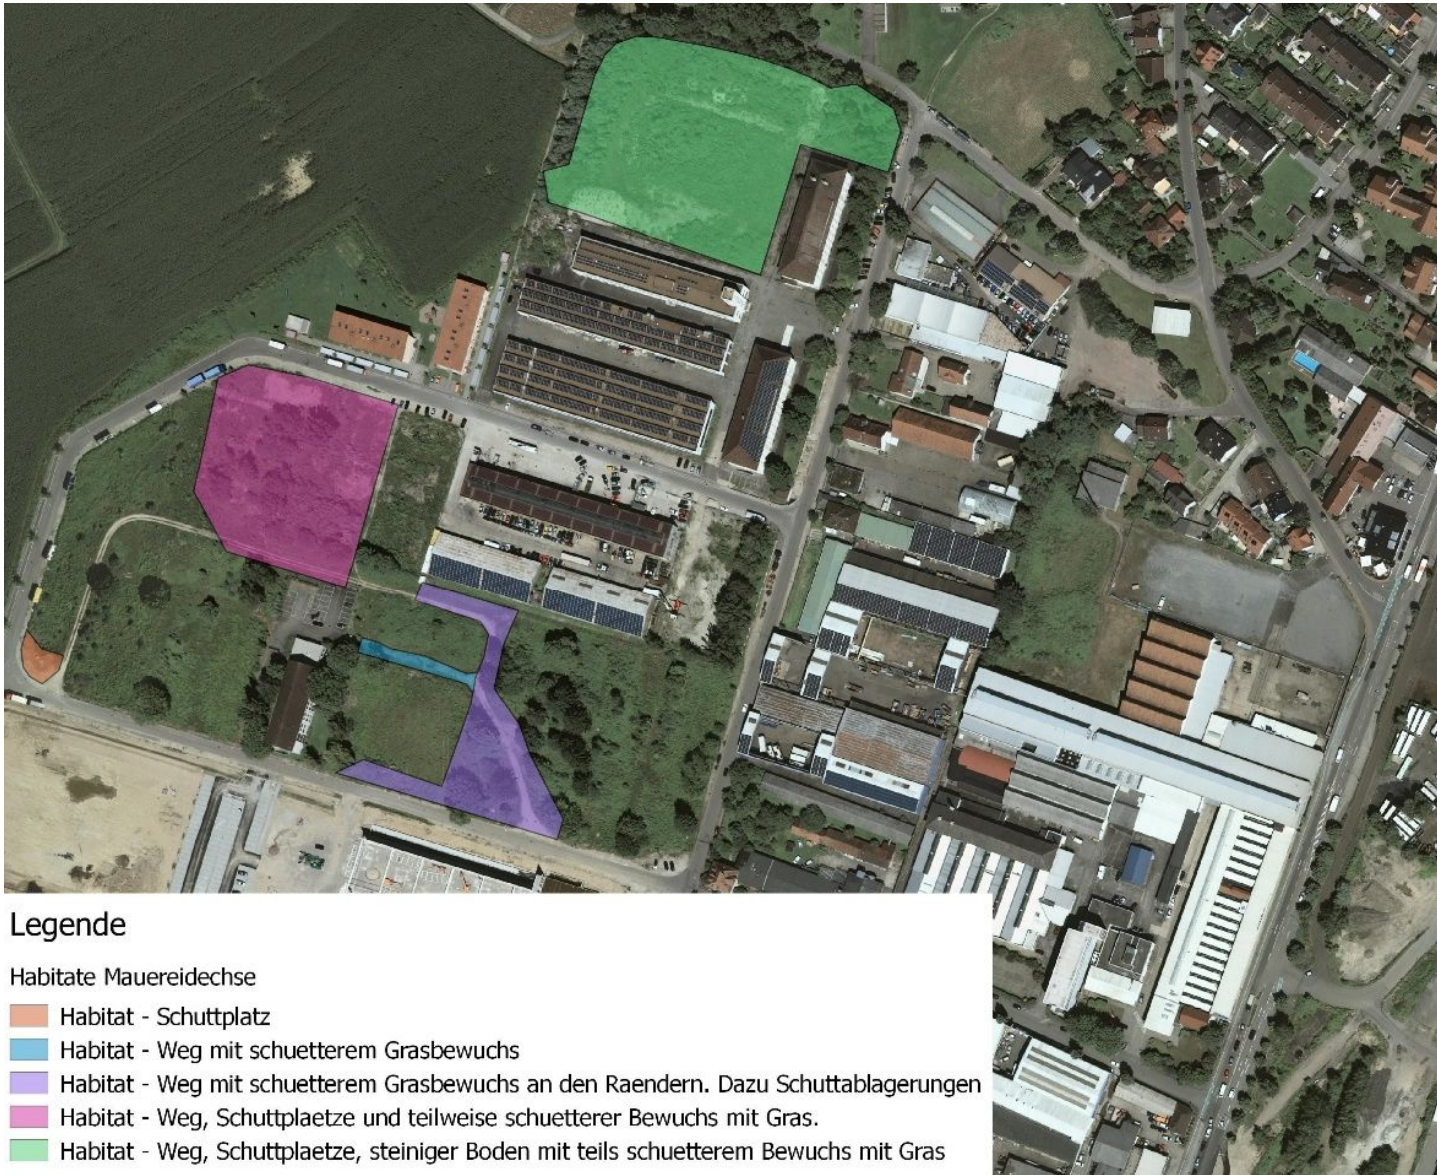 Legende
Habitate Mauereidechse
Habitat - Schuttplatz
Habitat - Weg mit schuetterem Grasbewuchs
Habitat - Weg mit schuetterem Grasbewuchs an den Raendern. Dazu Schuttablagerungen
Habitat - Weg, Schuttplaetze und teilweise schuetterer Bewuchs mit Gras.
Habitat - Weg, Schuttplaetze, steiniger Boden mit teils schuetterem Bewuchs mit Gras